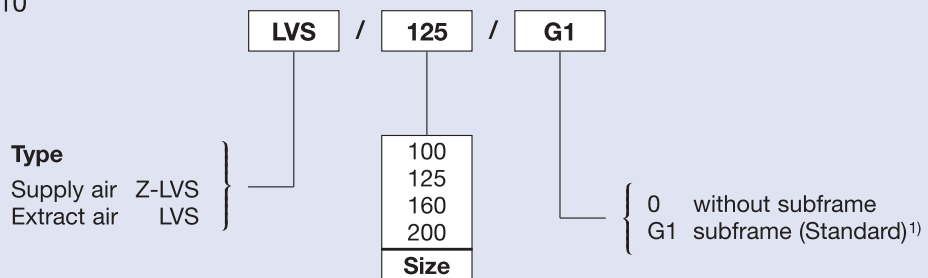 10
LVS / 125 / G1
Type
Supply air Z-LVS
Extract air LVS
100
125
160
200
Size
0 without subframe
G1 subframe (Standard)1)